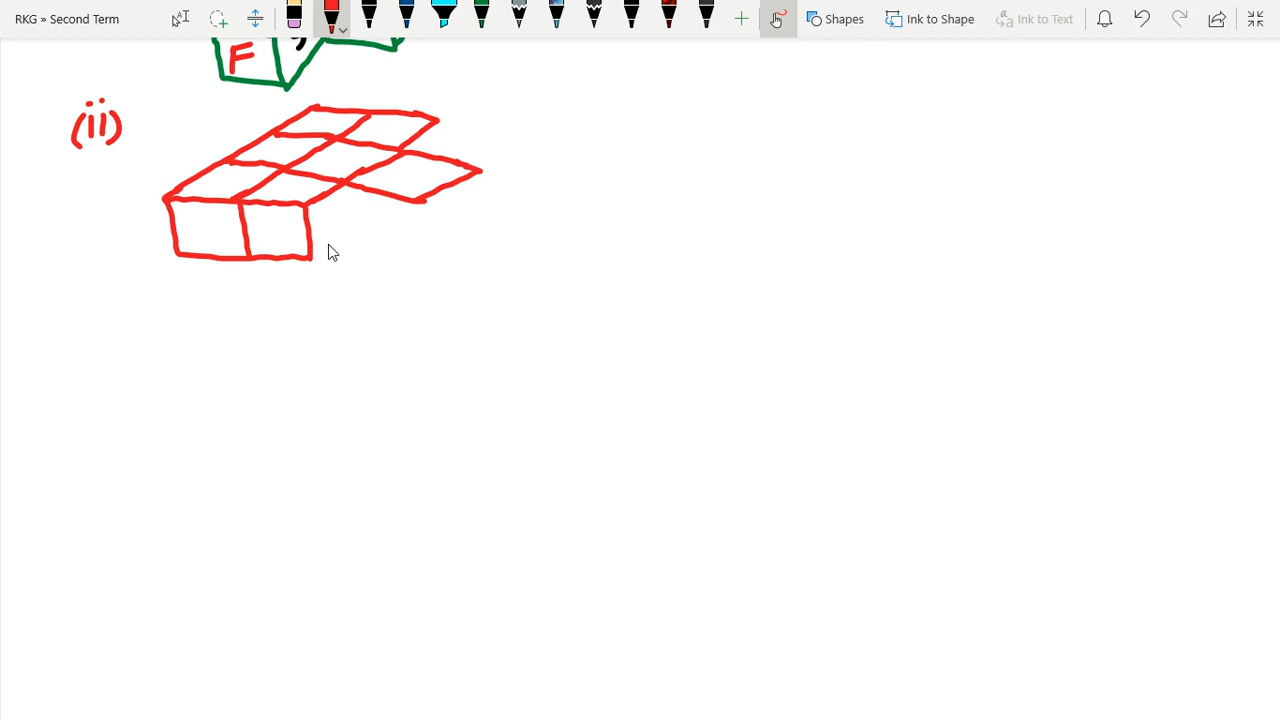 RKG » Second Term
Shapes
Ink to Shape
Ink to Text
F
(ii)